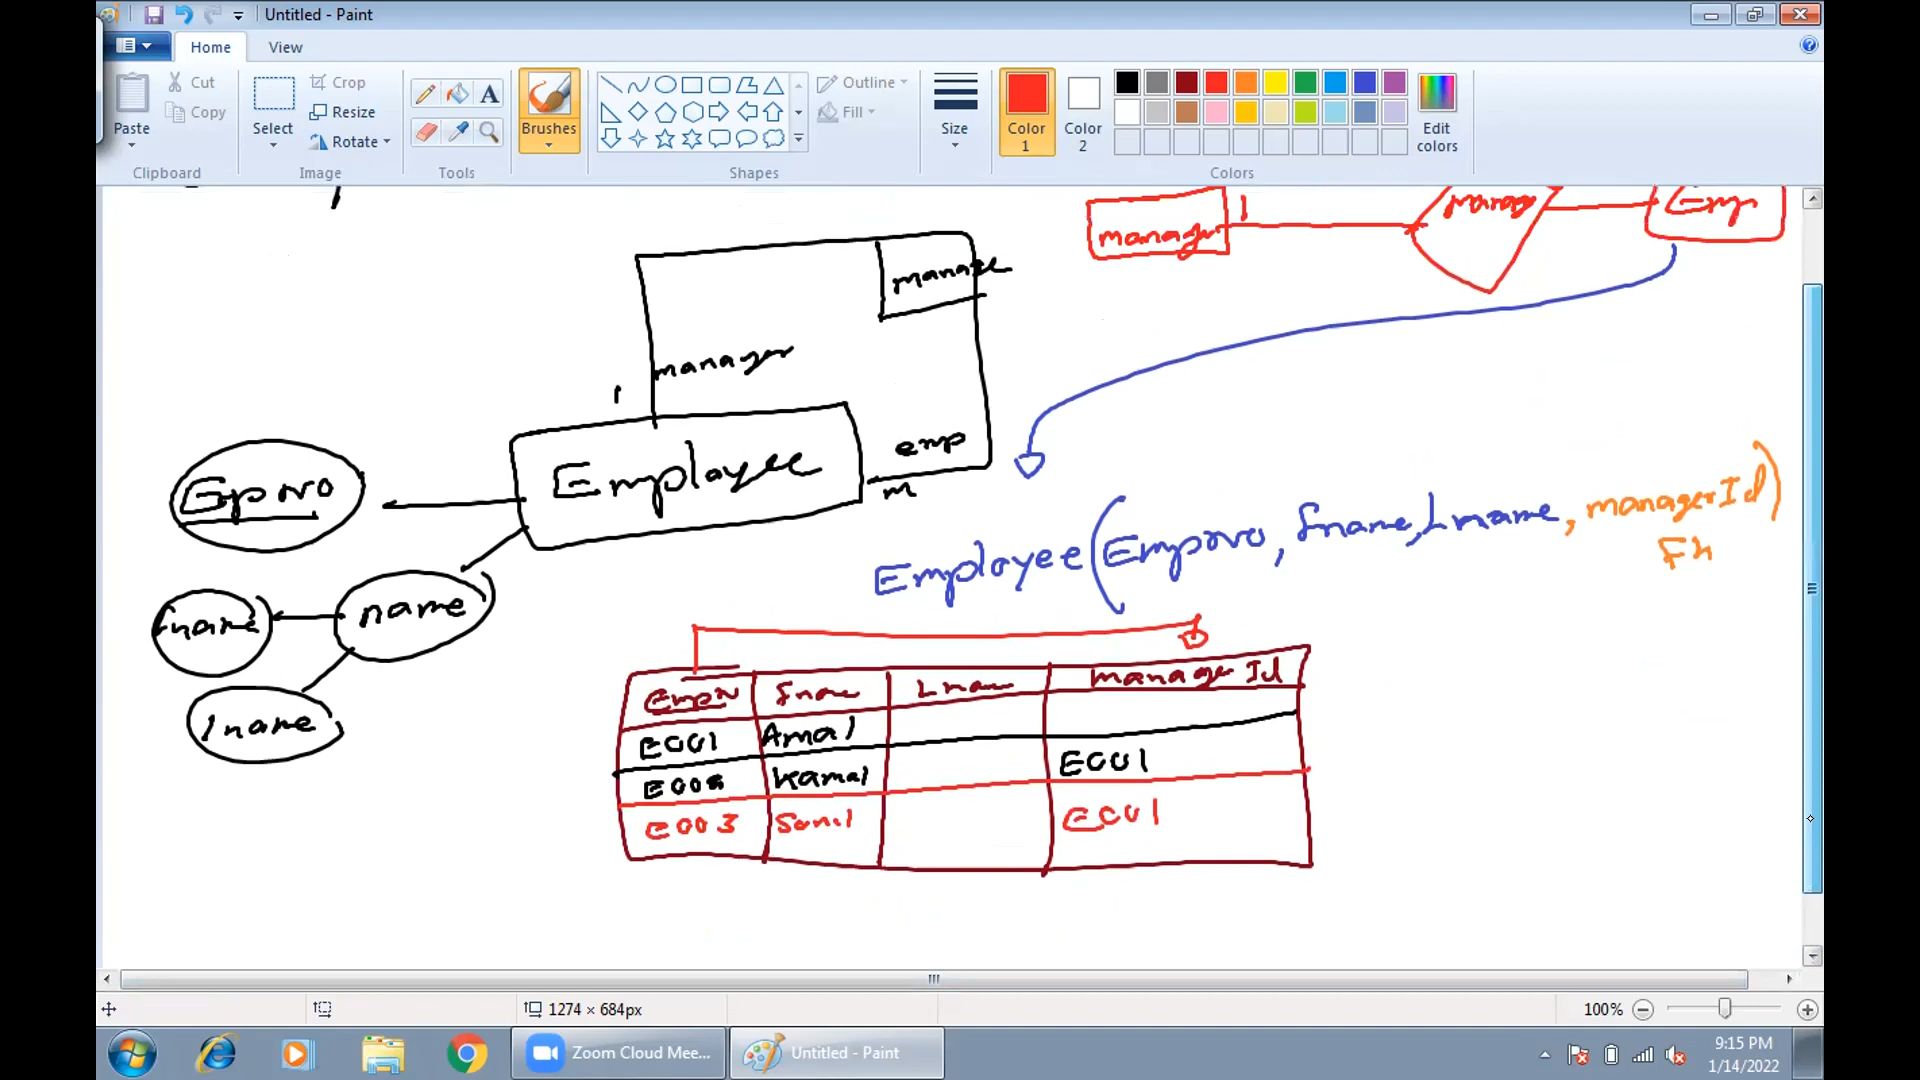 Untitled - Paint
Home View
Paste
Cut
Copy
Clipboard
Select
Crop
Resize
Rotate
Image
A
Tools
Brushes
Shapes
Outline
Fill
Size
Color 1
Color 2
Edit colors
Colors
manager 1 manag Emp
manage
manager
1
Employee
emp
m
EpNO
name
fname
lname
Employee(EmpNO, fname, Lname, managerId)
FK
EmpN Fname Lname manager Id
E001 Amal
E002 Kamal E001
E003 Sunil E001
1274 × 684px
100%
Zoom Cloud Mee...
Untitled - Paint
9:15 PM
1/14/2022